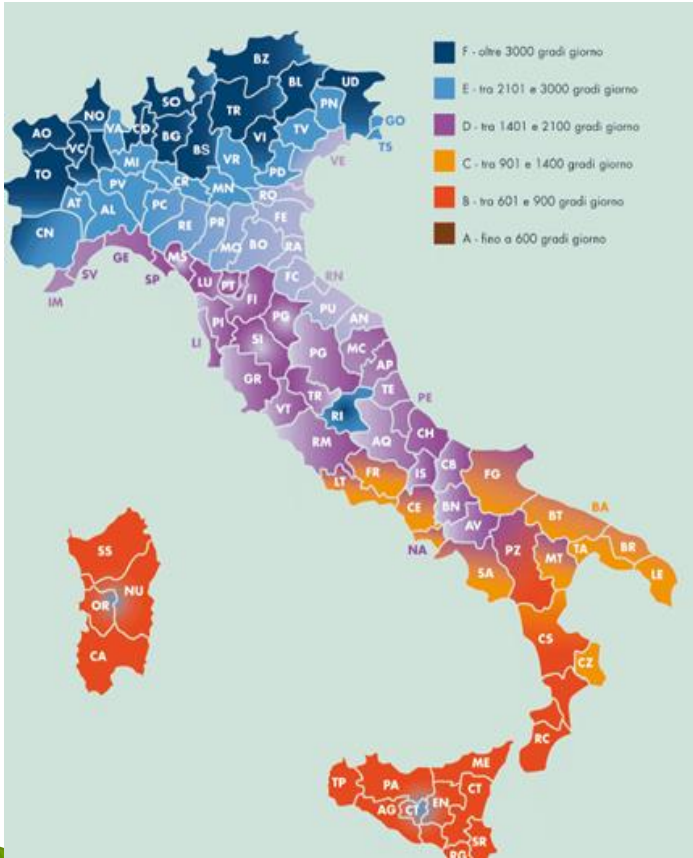 F - oltre 3000 gradi giorno
E - tra 2101 e 3000 gradi giorno
D - tra 1401 e 2100 gradi giorno
C - tra 901 e 1400 gradi giorno
B - tra 601 e 900 gradi giorno
A - fino a 600 gradi giorno
BZ
SO
BL
UD
NO
VA
CO
TR
PN
GO
AO
VC
BG
BS
VI
TV
TS
TO
MI
VR
PD
VE
PV
CR
MN
RO
AT
AL
PC
PR
FE
CN
RE
MO
BO
RA
GE
MS
FC
RN
SV
SP
LU
PT
FI
IM
PU
AN
PI
PG
LI
SI
PG
MC
GR
AP
TR
TE
PE
VT
RI
CH
RM
AQ
LT
FR
IS
CB
FG
CE
BN
BA
AV
BT
NA
PZ
MT
TA
BR
SA
LE
SS
NU
OR
CS
CA
CZ
RC
ME
TP
PA
AG
CT
EN
CT
SR
RG